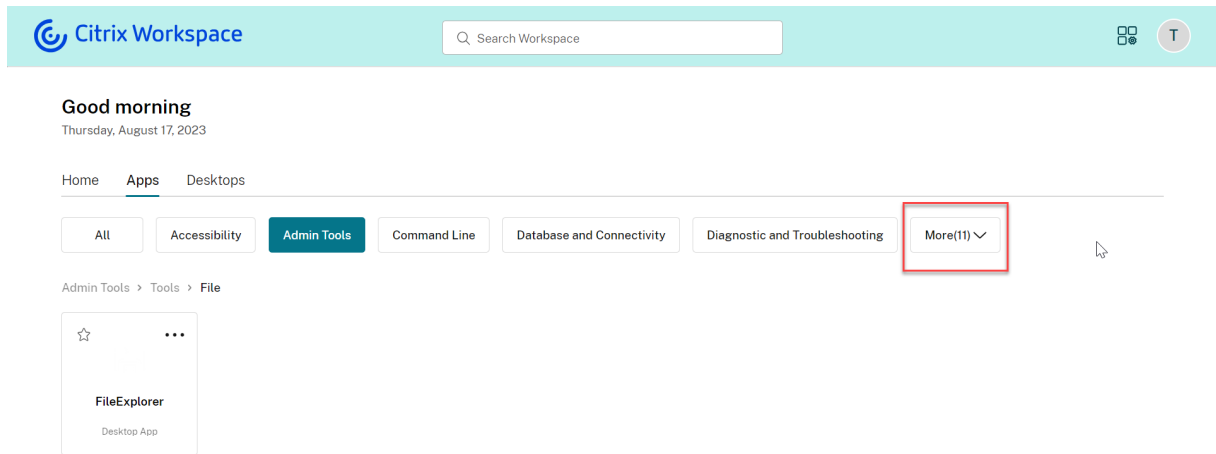 Citrix Workspace
Search Workspace
T
Good morning
Thursday, August 17, 2023
Home Apps Desktops
All Accessibility Admin Tools Command Line Database and Connectivity Diagnostic and Troubleshooting More(11)
Admin Tools > Tools > File
FileExplorer
Desktop App